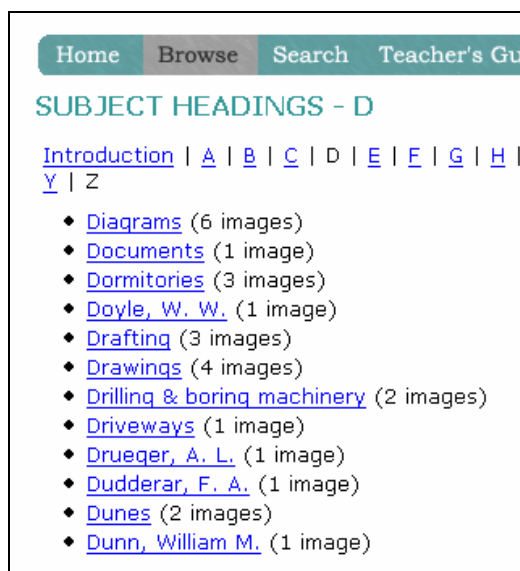 Home Browse Search Teacher's Gu
SUBJECT HEADINGS - D
Introduction | A | B | C | D | E | F | G | H |
Y | Z
• Diagrams (6 images)
• Documents (1 image)
• Dormitories (3 images)
• Doyle, W. W. (1 image)
• Drafting (3 images)
• Drawings (4 images)
• Drilling & boring machinery (2 images)
• Driveways (1 image)
• Drueger, A. L. (1 image)
• Dudderar, F. A. (1 image)
• Dunes (2 images)
• Dunn, William M. (1 image)